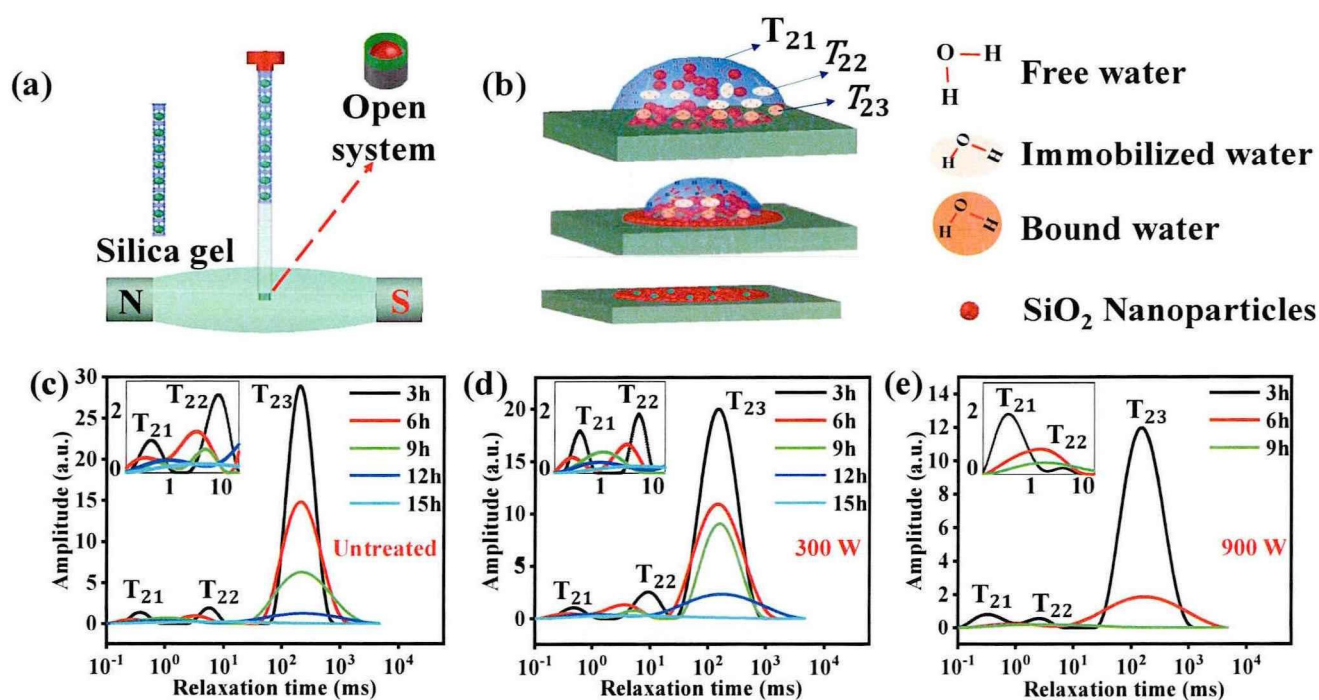 (a)
Open
system
Silica gel
N
S
(b)
T₂₁
T₂₂
T₂₃
O H
H
Free water
O
H H
Immobilized water
O
H H
Bound water
SiO₂ Nanoparticles
(c)
Amplitude (a.u.)
30
25
20
15
10
5
0
2
0
1 10
T₂₁
T₂₂
T₂₃
3h
6h
9h
12h
15h
Untreated
T₂₁
T₂₂
10⁻¹ 10⁰ 10¹ 10² 10³ 10⁴
Relaxation time (ms)
(d)
Amplitude (a.u.)
20
15
10
5
0
2
0
1 10
T₂₁
T₂₂
T₂₃
3h
6h
9h
12h
15h
300 W
T₂₁
T₂₂
10⁻¹ 10⁰ 10¹ 10² 10³ 10⁴
Relaxation time (ms)
(e)
Amplitude (a.u.)
14
12
10
8
6
4
2
0
2
0
1 10
T₂₁
T₂₂
T₂₃
3h
6h
9h
900 W
T₂₁
T₂₂
10⁻¹ 10⁰ 10¹ 10² 10³ 10⁴
Relaxation time (ms)